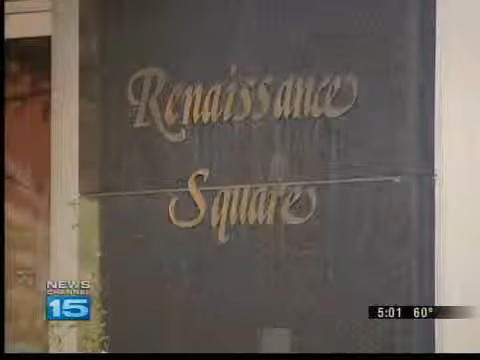 Renaissance
Square
NEWS
CHANNEL
15
5:01 60°